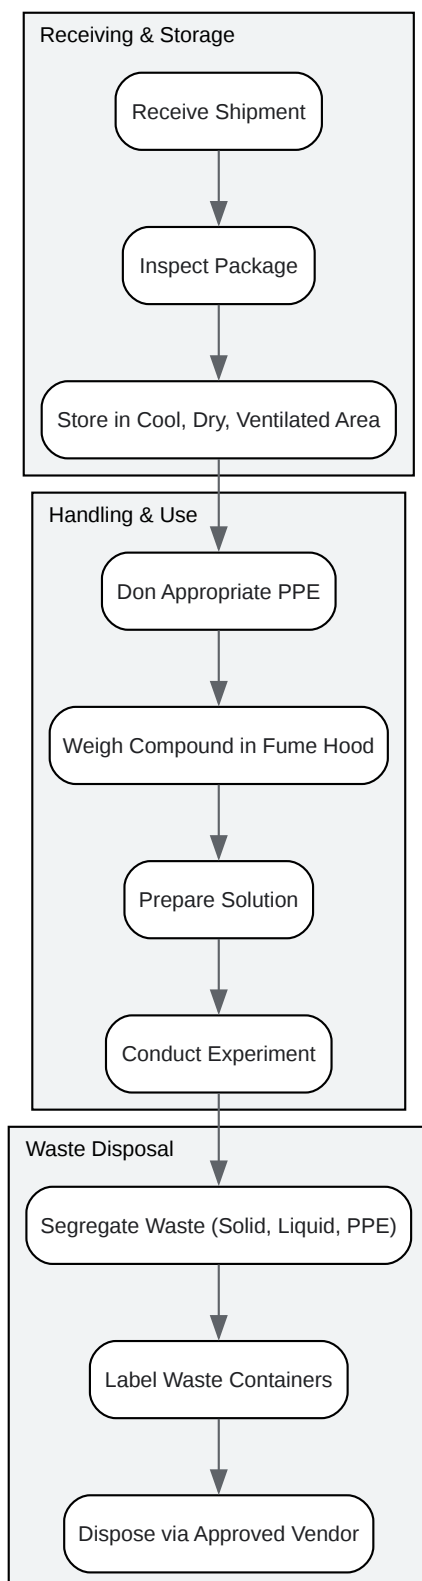 Receiving & Storage
Receive Shipment
Inspect Package
Store in Cool, Dry, Ventilated Area
Handling & Use
Don Appropriate PPE
Weigh Compound in Fume Hood
Prepare Solution
Conduct Experiment
Waste Disposal
Segregate Waste (Solid, Liquid, PPE)
Label Waste Containers
Dispose via Approved Vendor